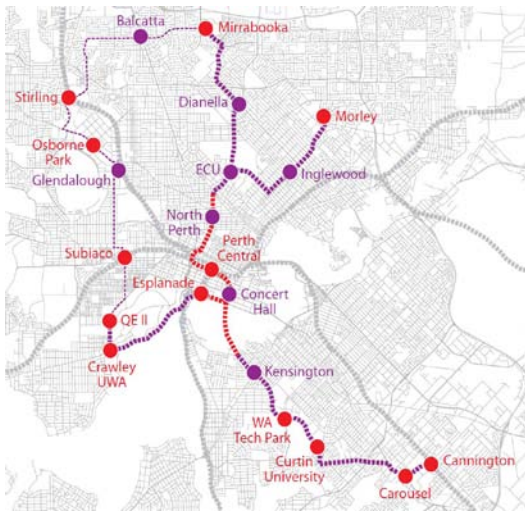 Balcatta
Mirrabooka
Stirling
Dianella
Morley
Osborne
Park
Glendalough
ECU
Inglewood
North
Perth
Subiaco
Perth
Central
Esplanade
Concert
Hall
QE II
Crawley
UWA
Kensington
WA
Tech Park
Curtin
University
Cannington
Carousel